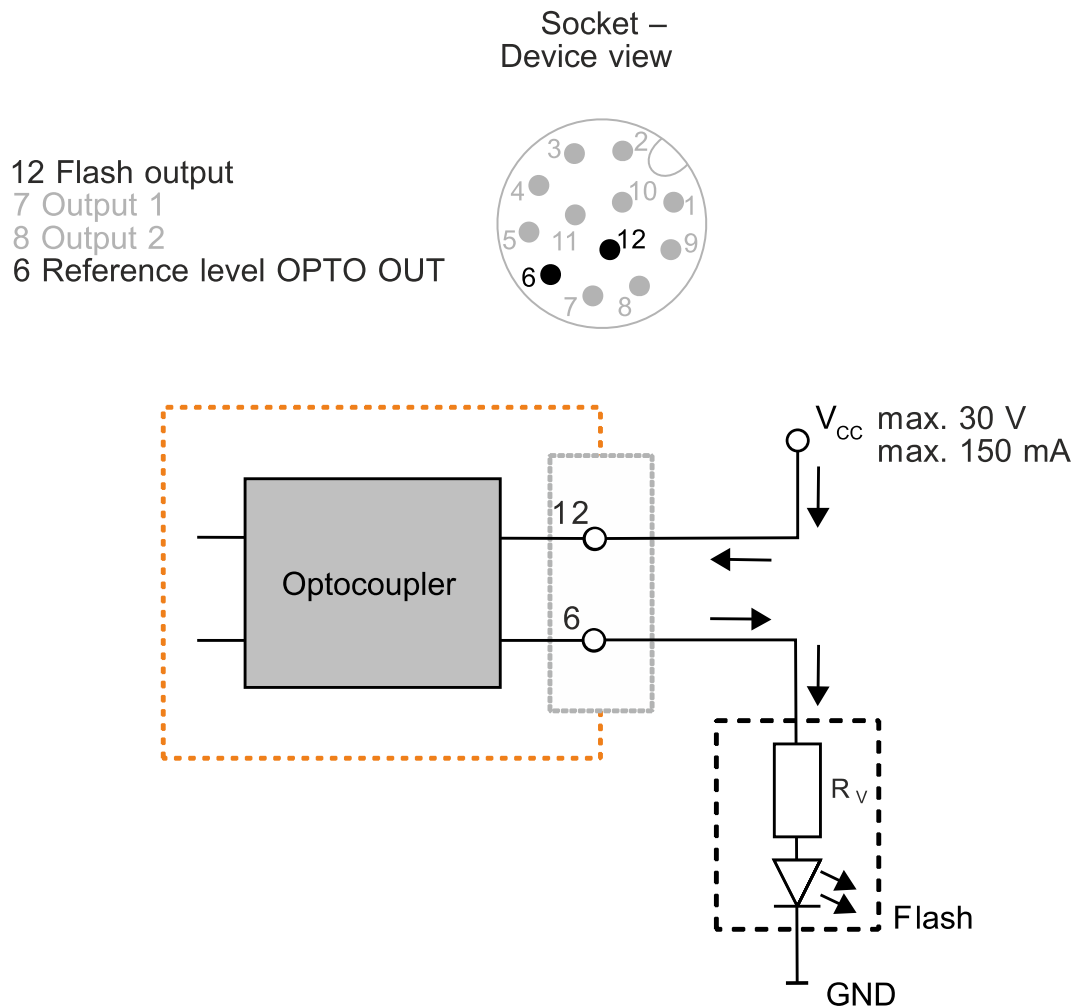 Socket –
Device view
12 Flash output
7 Output 1
8 Output 2
6 Reference level OPTO OUT
3
2
4
10
1
5
11
12
9
6
7
8
VCC max. 30 V
max. 150 mA
12
Optocoupler
6
RV
Flash
GND